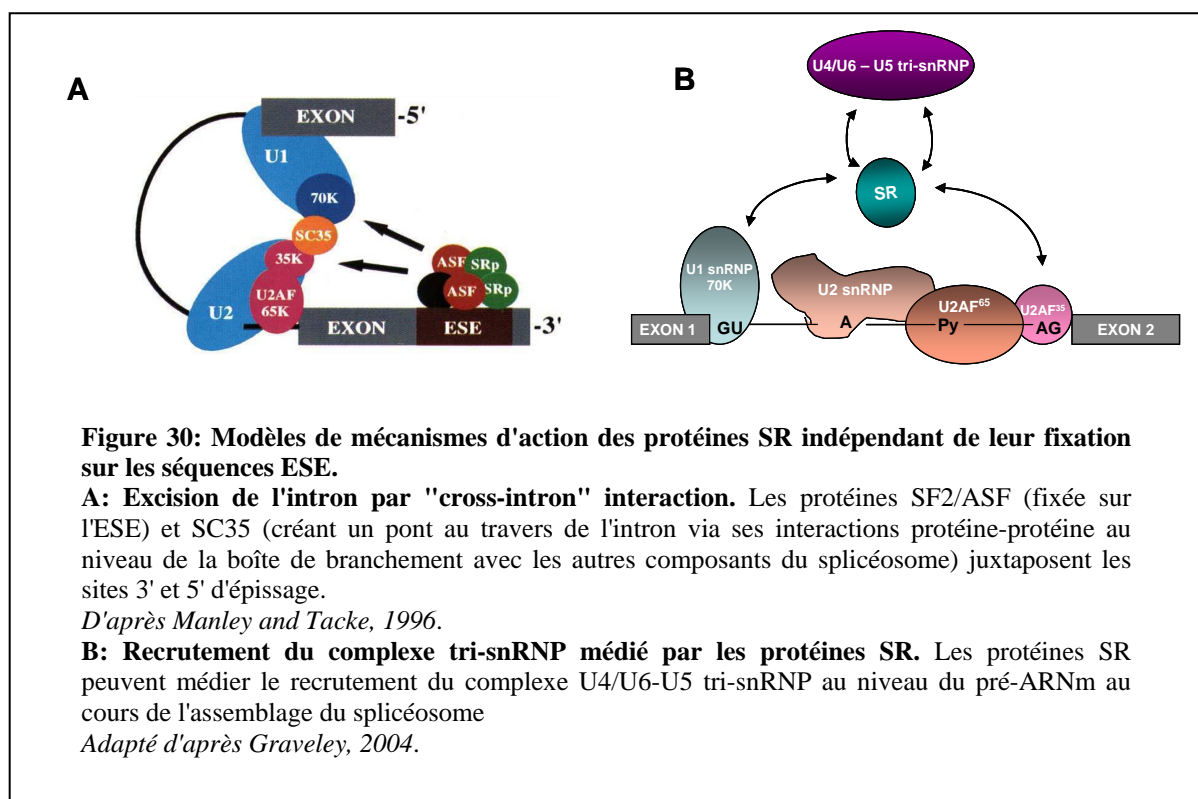 A
EXON
-5'
U1
70K
SC35
35K
U2AF
65K
U2
ASF
SRp
ASF
SRp
EXON
ESE
-3'
B
U4/U6 – U5 tri-snRNP
SR
U1 snRNP
70K
U2 snRNP
U2AF65
U2AF35
EXON 1
GU
A
Py
AG
EXON 2
Figure 30: Modèles de mécanismes d'action des protéines SR indépendant de leur fixation
sur les séquences ESE.
A: Excision de l'intron par "cross-intron" interaction. Les protéines SF2/ASF (fixée sur
l'ESE) et SC35 (créant un pont au travers de l'intron via ses interactions protéine-protéine au
niveau de la boîte de branchement avec les autres composants du splicéosome) juxtaposent les
sites 3' et 5' d'épissage.
D'après Manley and Tacke, 1996.
B: Recrutement du complexe tri-snRNP médié par les protéines SR. Les protéines SR
peuvent médier le recrutement du complexe U4/U6-U5 tri-snRNP au niveau du pré-ARNm au
cours de l'assemblage du splicéosome
Adapté d'après Graveley, 2004.